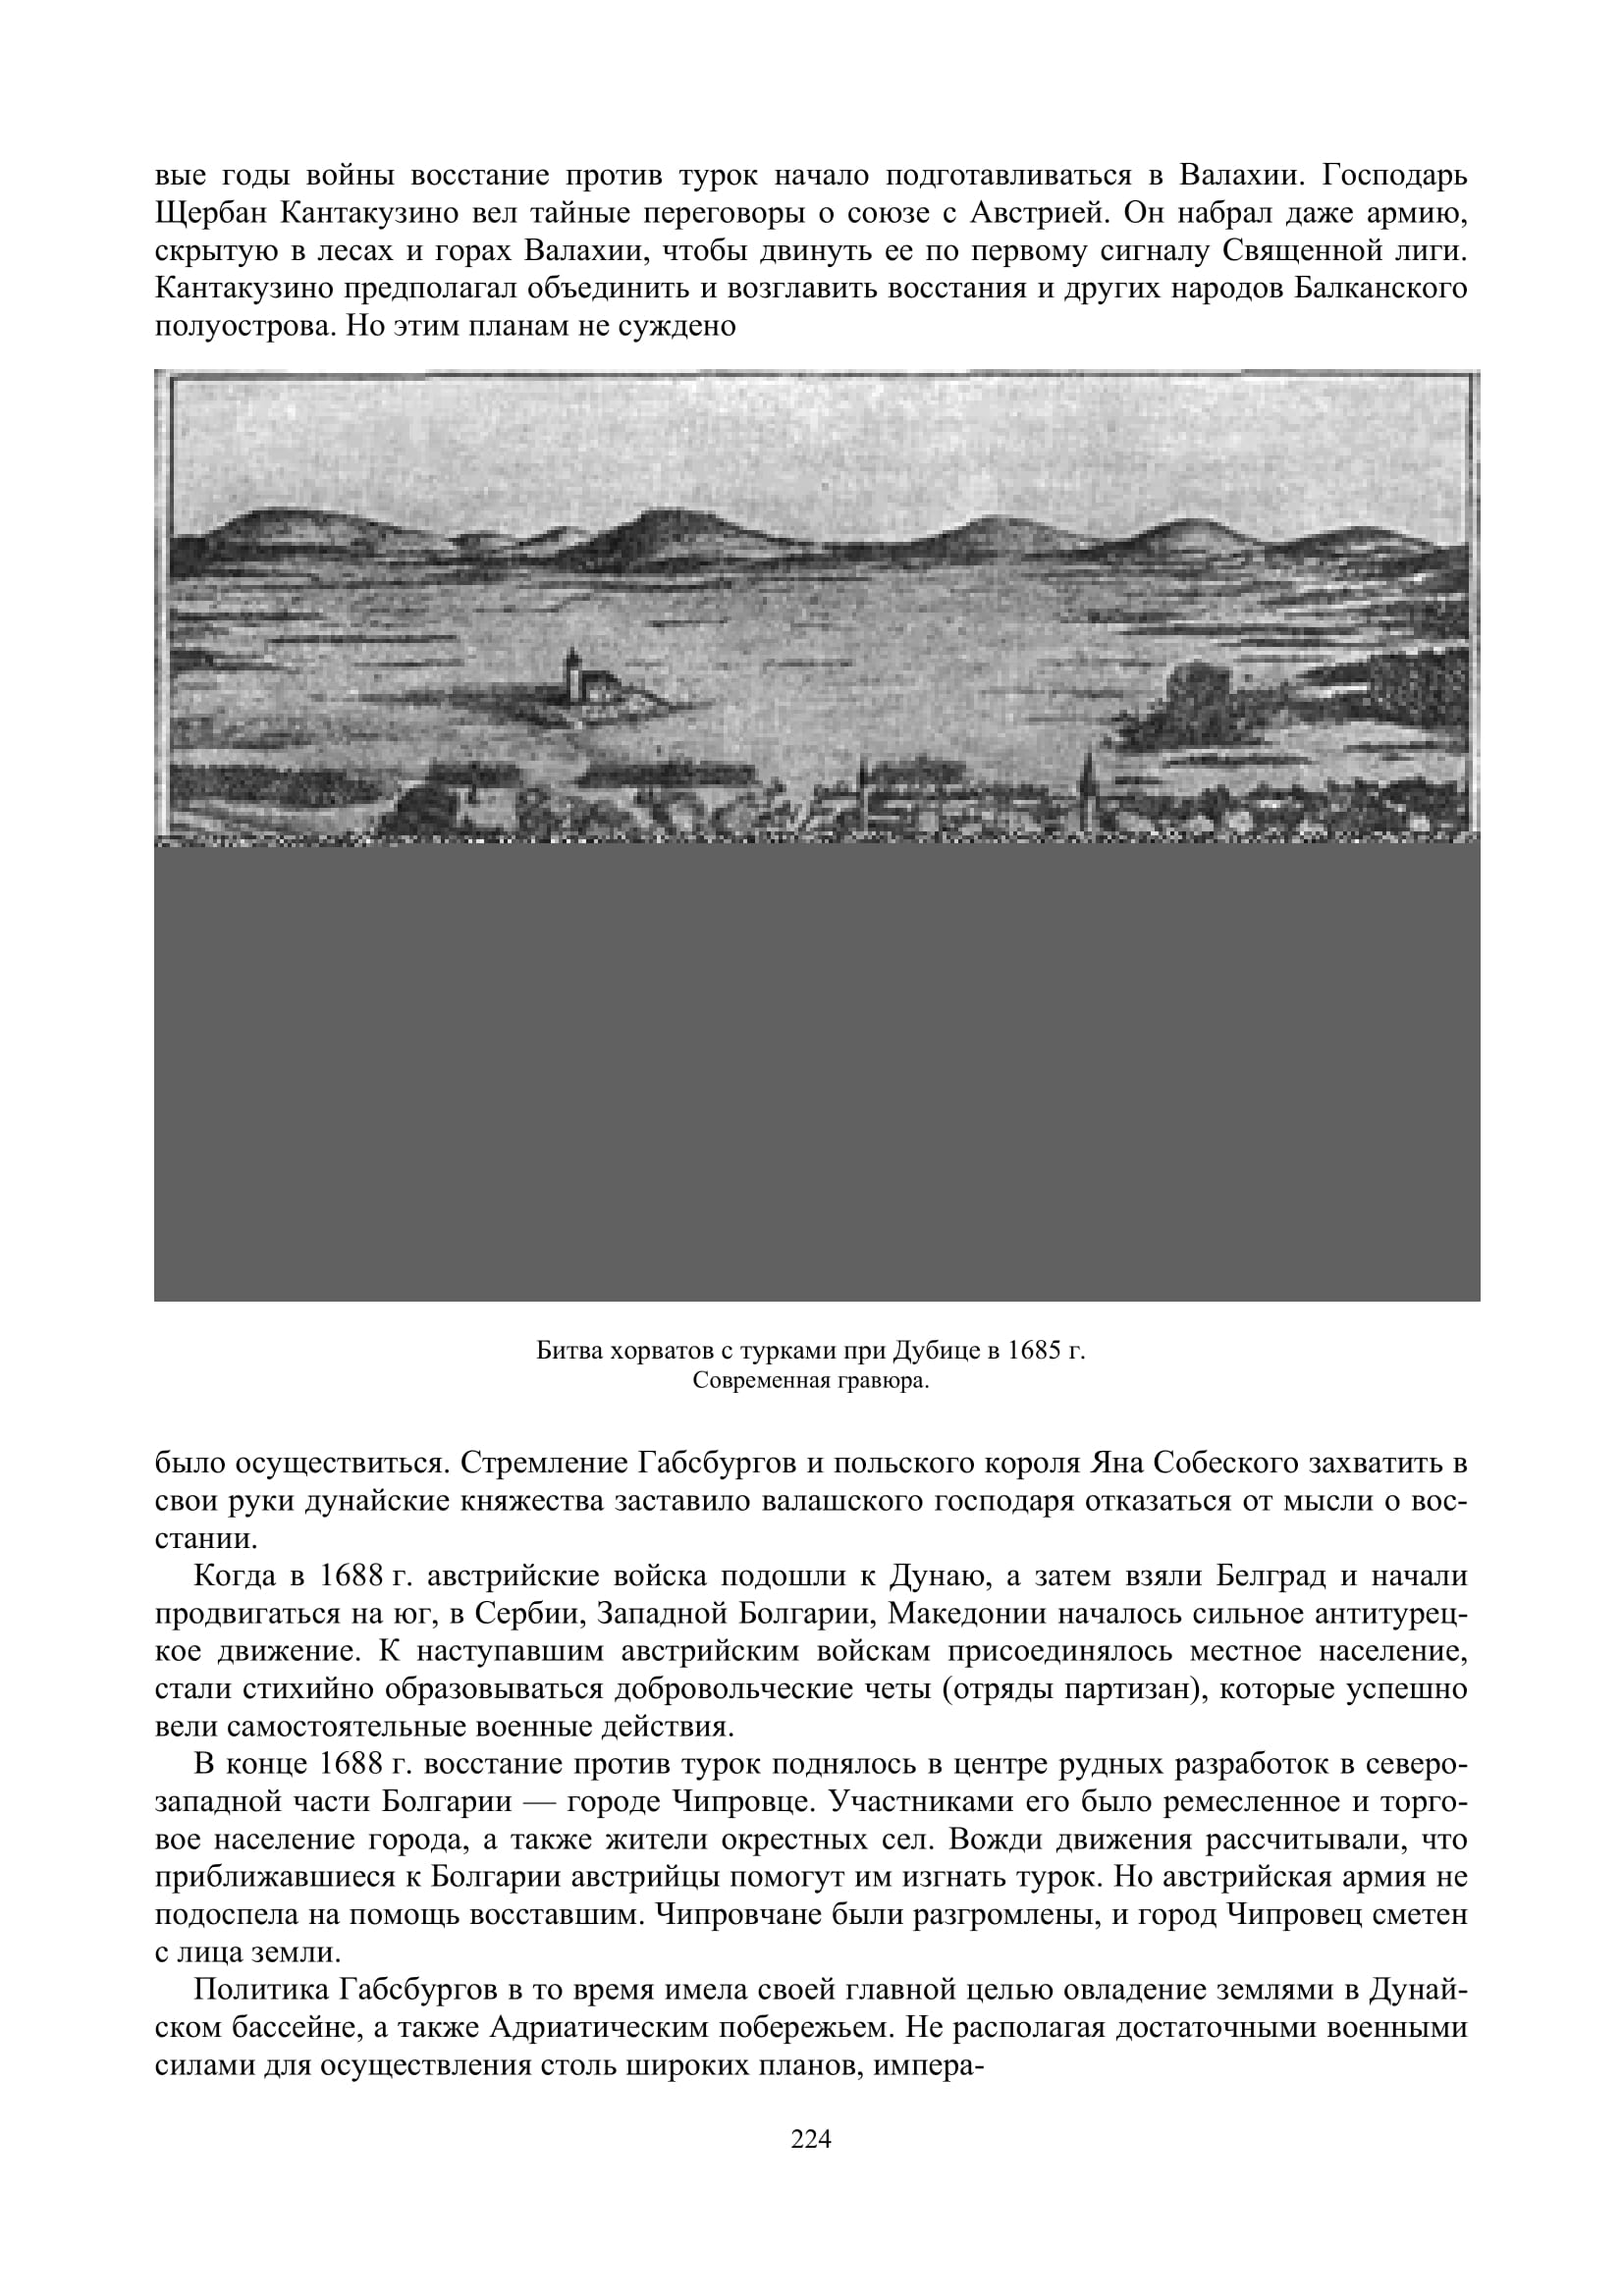 вые годы войны восстание против турок начало подготавливаться в Валахии. Господарь
Щербан Кантакузино вел тайные переговоры о союзе с Австрией. Он набрал даже армию,
скрытую в лесах и горах Валахии, чтобы двинуть ее по первому сигналу Священной лиги.
Кантакузино предполагал объединить и возглавить восстания и других народов Балканского
полуострова. Но этим планам не суждено
Битва хорватов с турками при Дубице в 1685 г.
Современная гравюра.
было осуществиться. Стремление Габсбургов и польского короля Яна Собеского захватить в
свои руки дунайские княжества заставило валашского господаря отказаться от мысли о вос-
стании.
Когда в 1688 г. австрийские войска подошли к Дунаю, а затем взяли Белград и начали
продвигаться на юг, в Сербии, Западной Болгарии, Македонии началось сильное антитурец-
кое движение. К наступавшим австрийским войскам присоединялось местное население,
стали стихийно образовываться добровольческие четы (отряды партизан), которые успешно
вели самостоятельные военные действия.
В конце 1688 г. восстание против турок поднялось в центре рудных разработок в северо-
западной части Болгарии — городе Чипровце. Участниками его было ремесленное и торго-
вое население города, а также жители окрестных сел. Вожди движения рассчитывали, что
приближавшиеся к Болгарии австрийцы помогут им изгнать турок. Но австрийская армия не
подоспела на помощь восставшим. Чипровчане были разгромлены, и город Чипровец сметен
с лица земли.
Политика Габсбургов в то время имела своей главной целью овладение землями в Дунай-
ском бассейне, а также Адриатическим побережьем. Не располагая достаточными военными
силами для осуществления столь широких планов, импера-
224